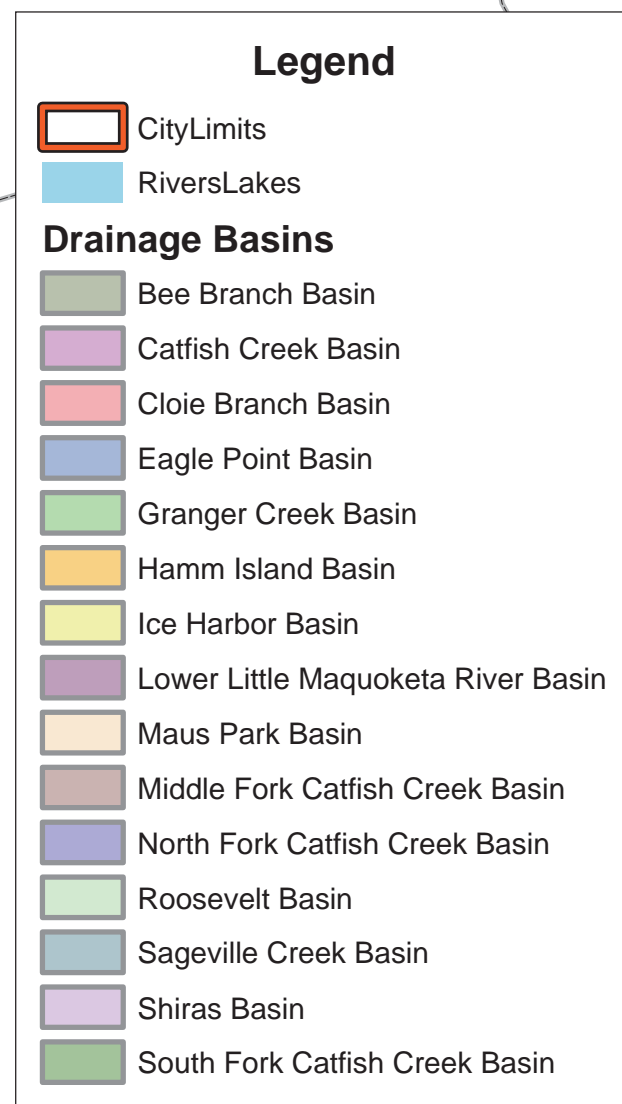 Legend
CityLimits
RiversLakes
Drainage Basins
Bee Branch Basin
Catfish Creek Basin
Cloie Branch Basin
Eagle Point Basin
Granger Creek Basin
Hamm Island Basin
Ice Harbor Basin
Lower Little Maquoketa River Basin
Maus Park Basin
Middle Fork Catfish Creek Basin
North Fork Catfish Creek Basin
Roosevelt Basin
Sageville Creek Basin
Shiras Basin
South Fork Catfish Creek Basin